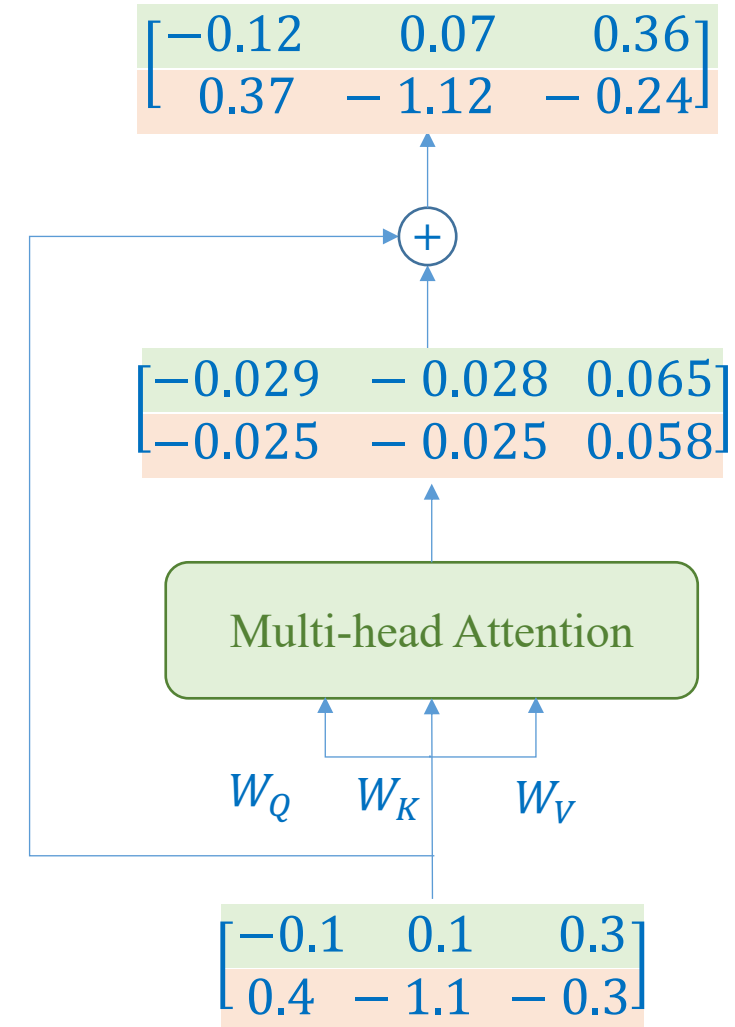 [−0.12 0.07 0.36
0.37 − 1.12 − 0.24]
+
[−0.029 − 0.028 0.065
−0.025 − 0.025 0.058]
Multi-head Attention
W_Q W_K W_V
[−0.1 0.1 0.3
0.4 − 1.1 − 0.3]